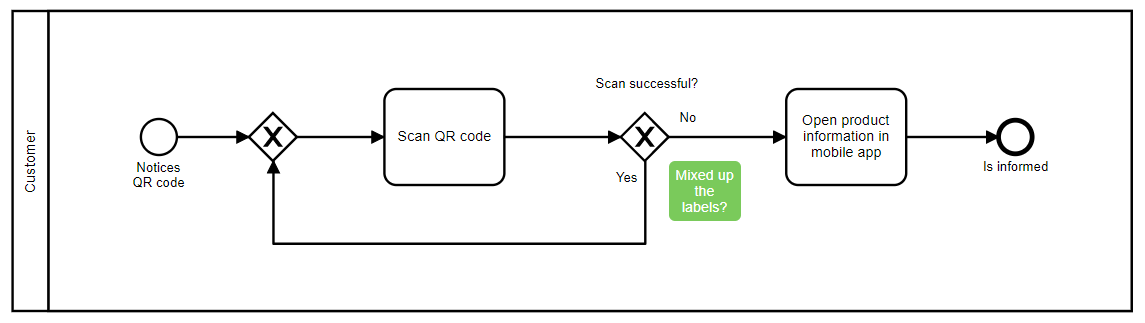 Customer
Notices
QR code
Scan QR code
Scan successful?
No
Yes
Mixed up
the
labels?
Open product
information in
mobile app
Is informed